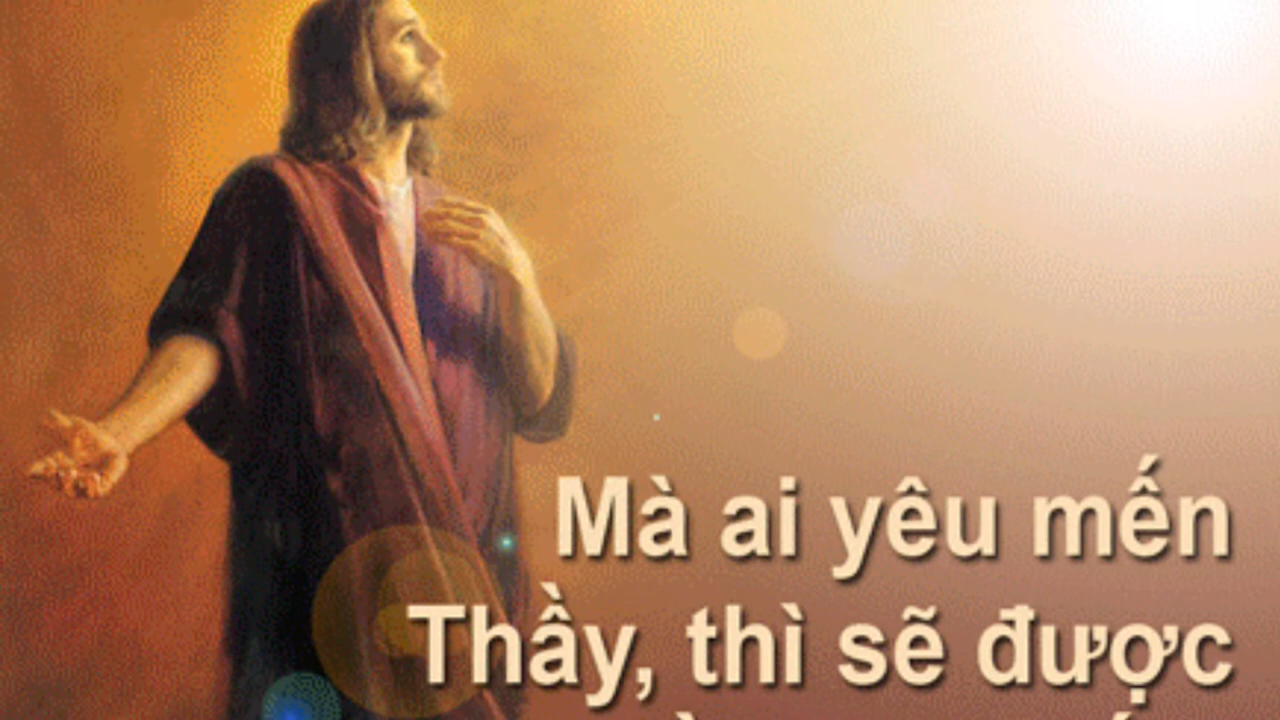 Mà ai yêu mến
Thầy, thì sẽ được